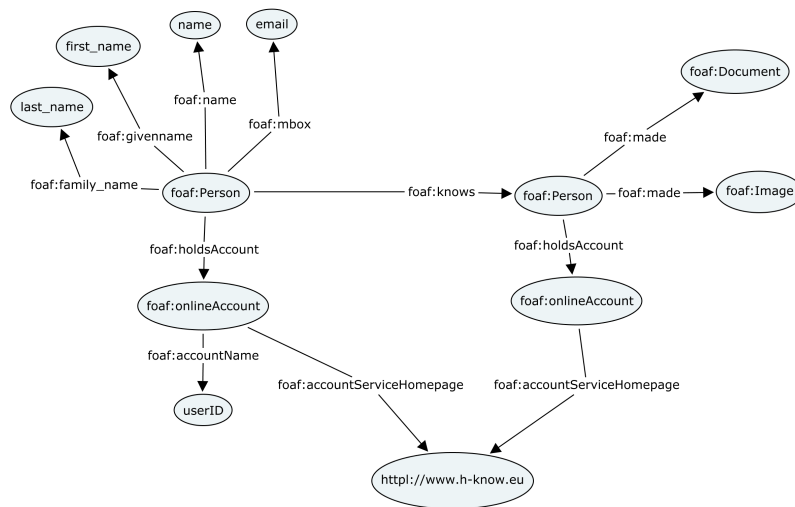 name
email
first_name
foaf:Document
last_name
foaf:name
foaf:mbox
foaf:givenname
foaf:made
foaf:family_name
foaf:Person
foaf:knows
foaf:Person
foaf:made
foaf:Image
foaf:holdsAccount
foaf:holdsAccount
foaf:onlineAccount
foaf:onlineAccount
foaf:accountName
foaf:accountServiceHomepage
foaf:accountServiceHomepage
userID
httpl://www.h-know.eu